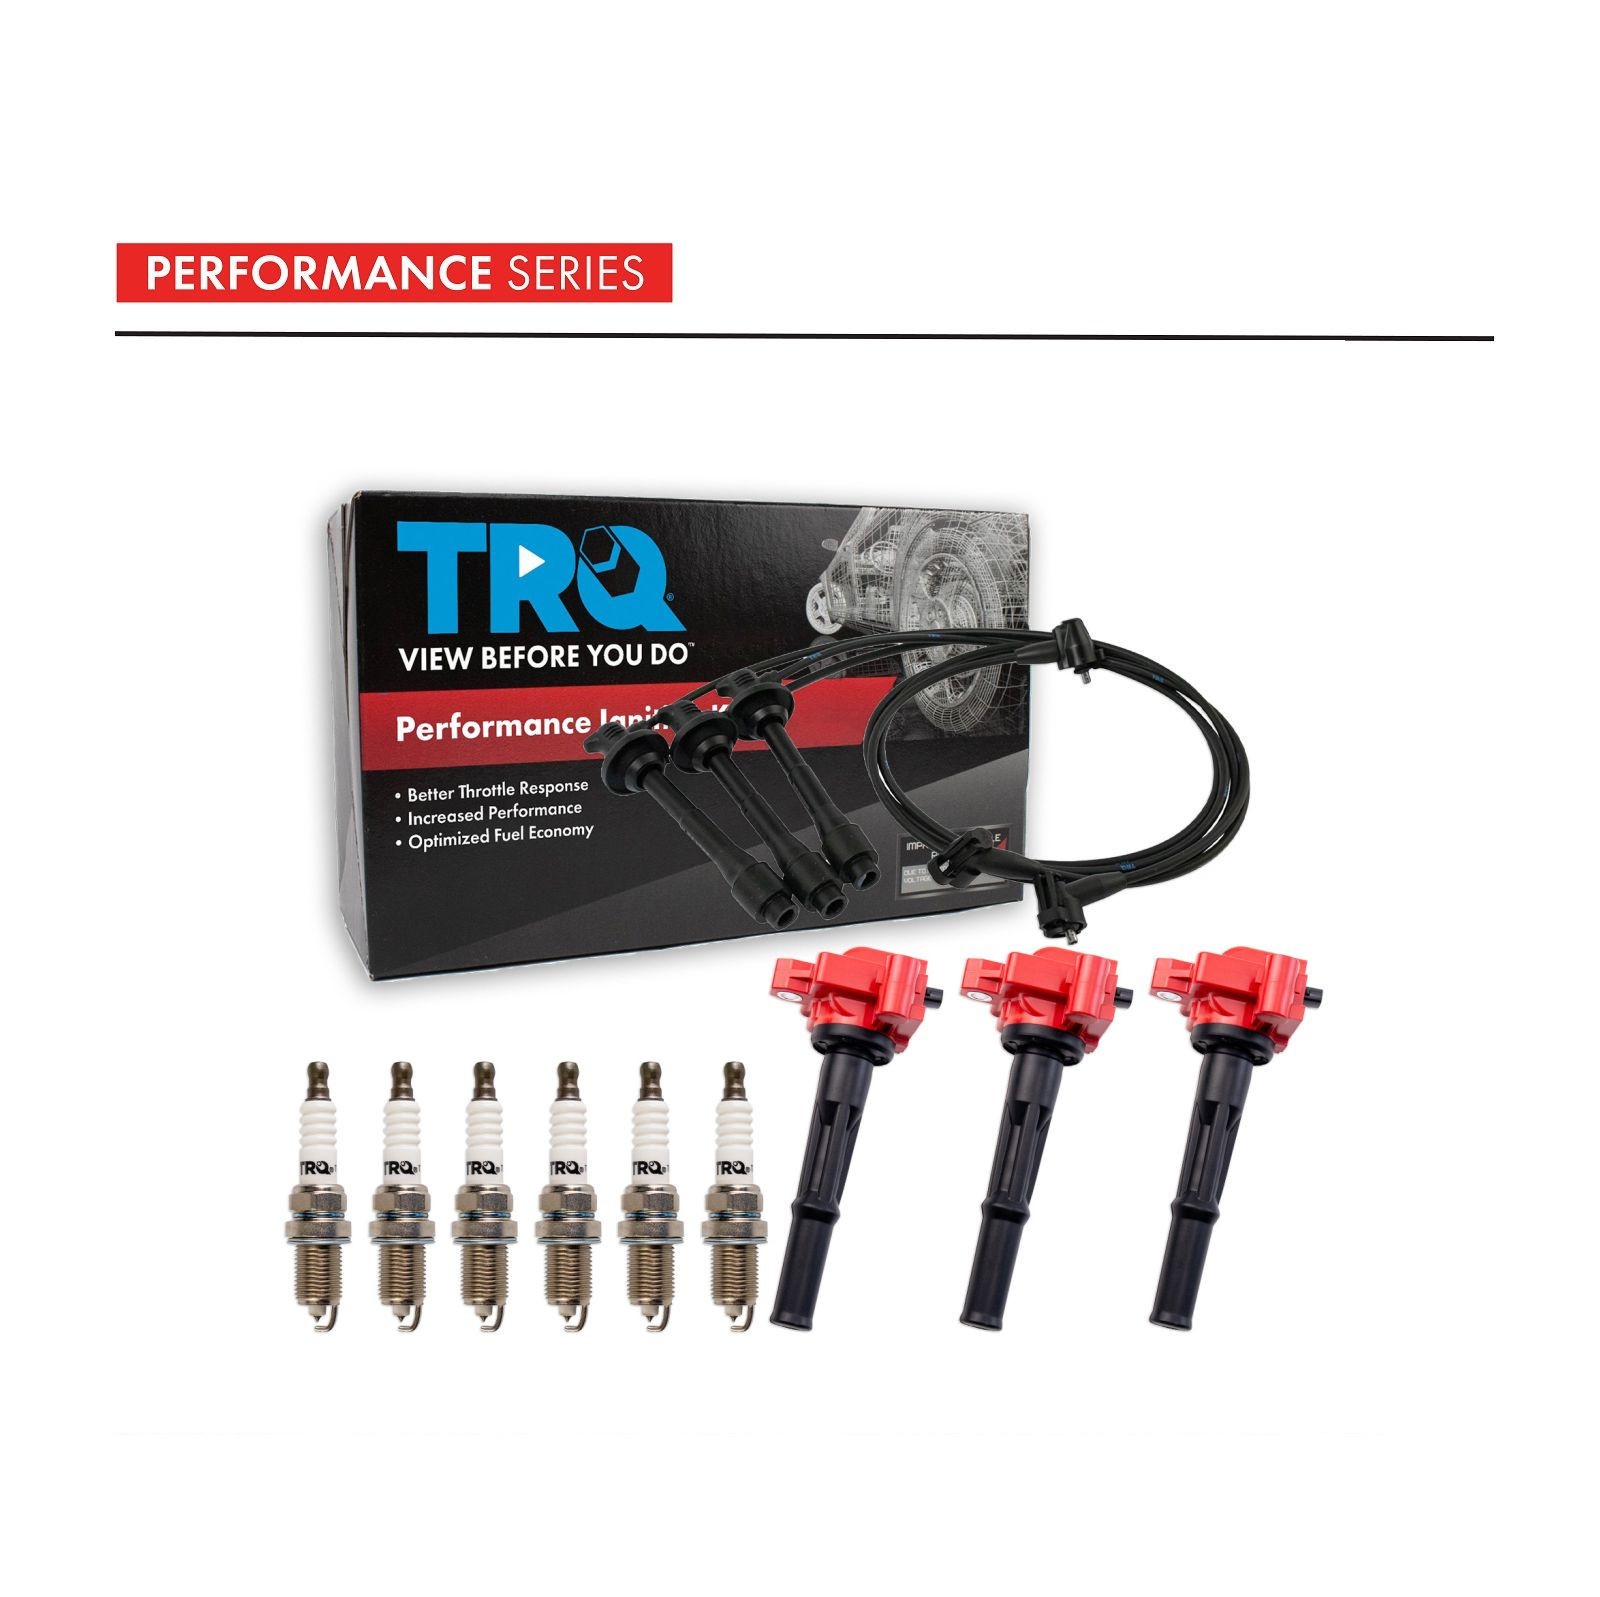 PERFORMANCE SERIES
TRQ®
VIEW BEFORE YOU DO™
Performance
• Better Throttle Response
• Increased Performance
• Optimized Fuel Economy
TRQ®
TRQ®
TRQ®
TRQ®
TRQ®
TRQ®